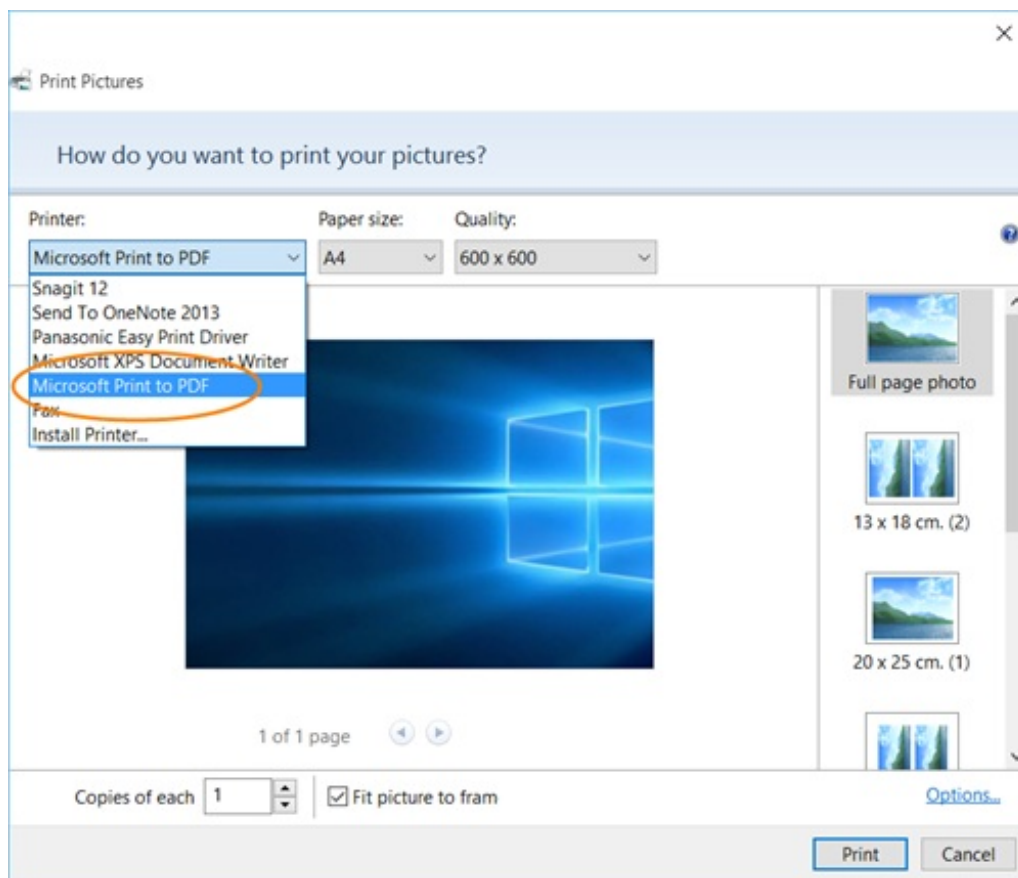 Print Pictures
How do you want to print your pictures?
Printer: Paper size: Quality:
Microsoft Print to PDF A4 600 x 600
Snagit 12
Send To OneNote 2013
Panasonic Easy Print Driver
Microsoft XPS Document Writer
Microsoft Print to PDF
Fax
Install Printer...
Full page photo
13 x 18 cm. (2)
20 x 25 cm. (1)
1 of 1 page
Copies of each 1 Fit picture to fram Options...
Print Cancel